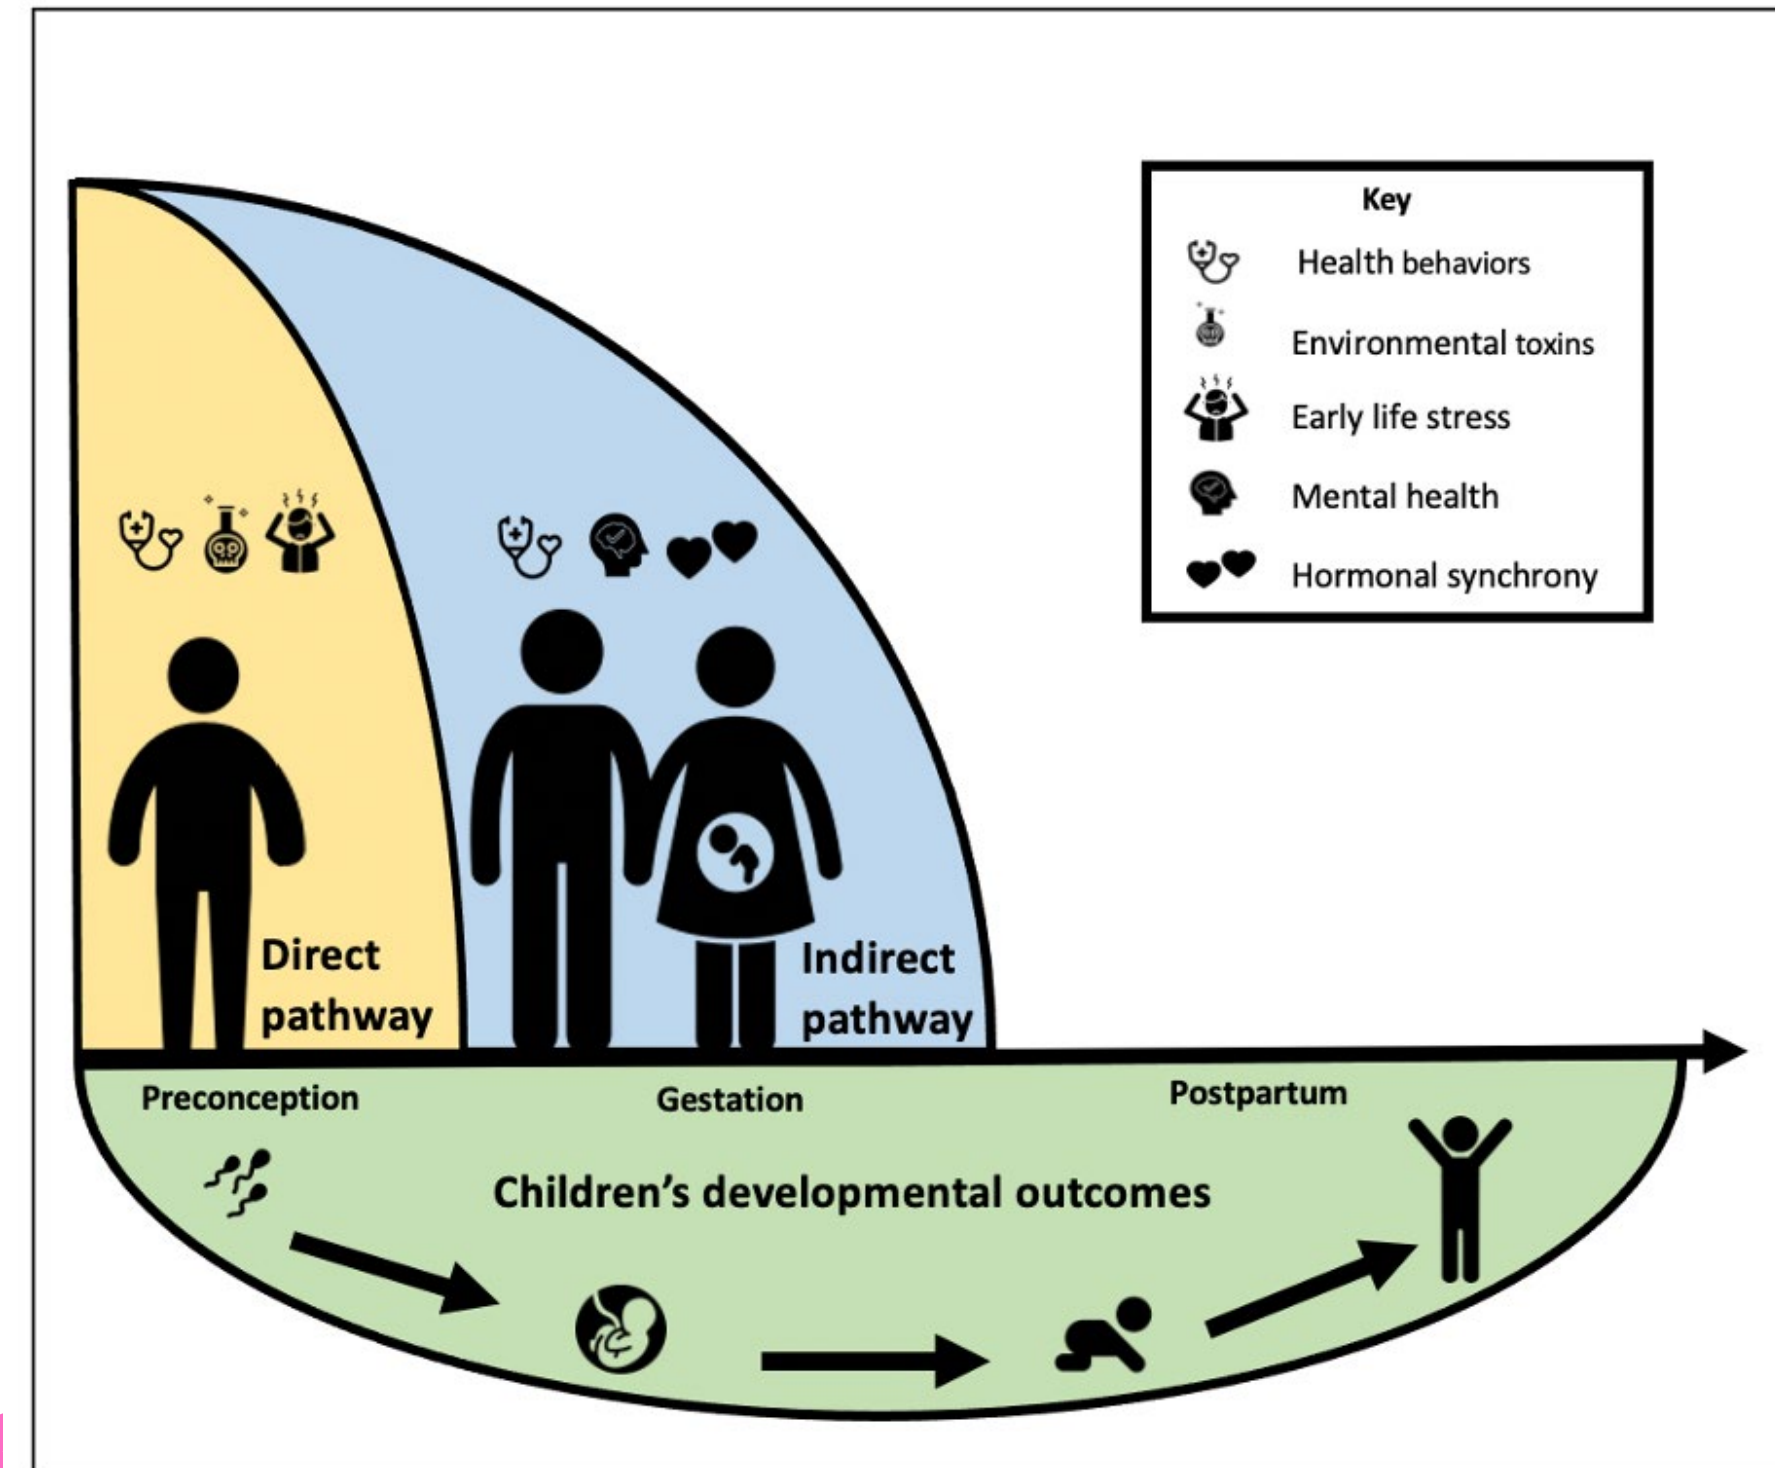 Key
Health behaviors
Environmental toxins
Early life stress
Mental health
Hormonal synchrony
Direct
pathway
Indirect
pathway
Preconception
Gestation
Postpartum
Children's developmental outcomes